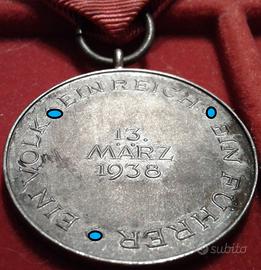 EIN VOLK EIN REICH EIN FÜHRER
13.
MÄRZ
1938
subito